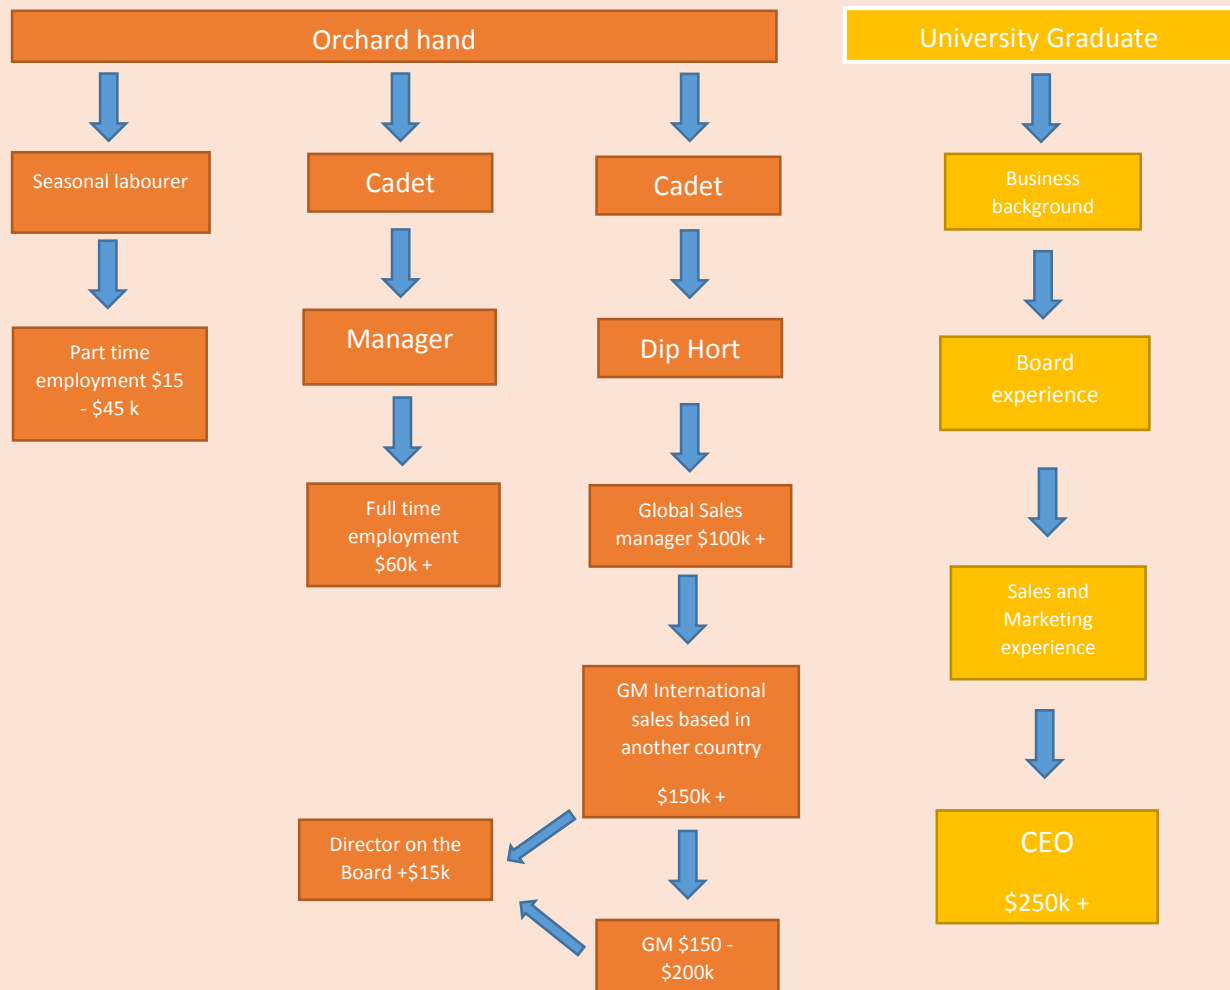 Orchard hand
University Graduate
Seasonal labourer
Cadet
Cadet
Business
background
Part time
employment $15
- $45 k
Manager
Dip Hort
Board
experience
Full time
employment
$60k +
Global Sales
manager $100k +
Sales and
Marketing
experience
GM International
sales based in
another country
$150k +
Director on the
Board +$15k
CEO
$250k +
GM $150 -
$200k